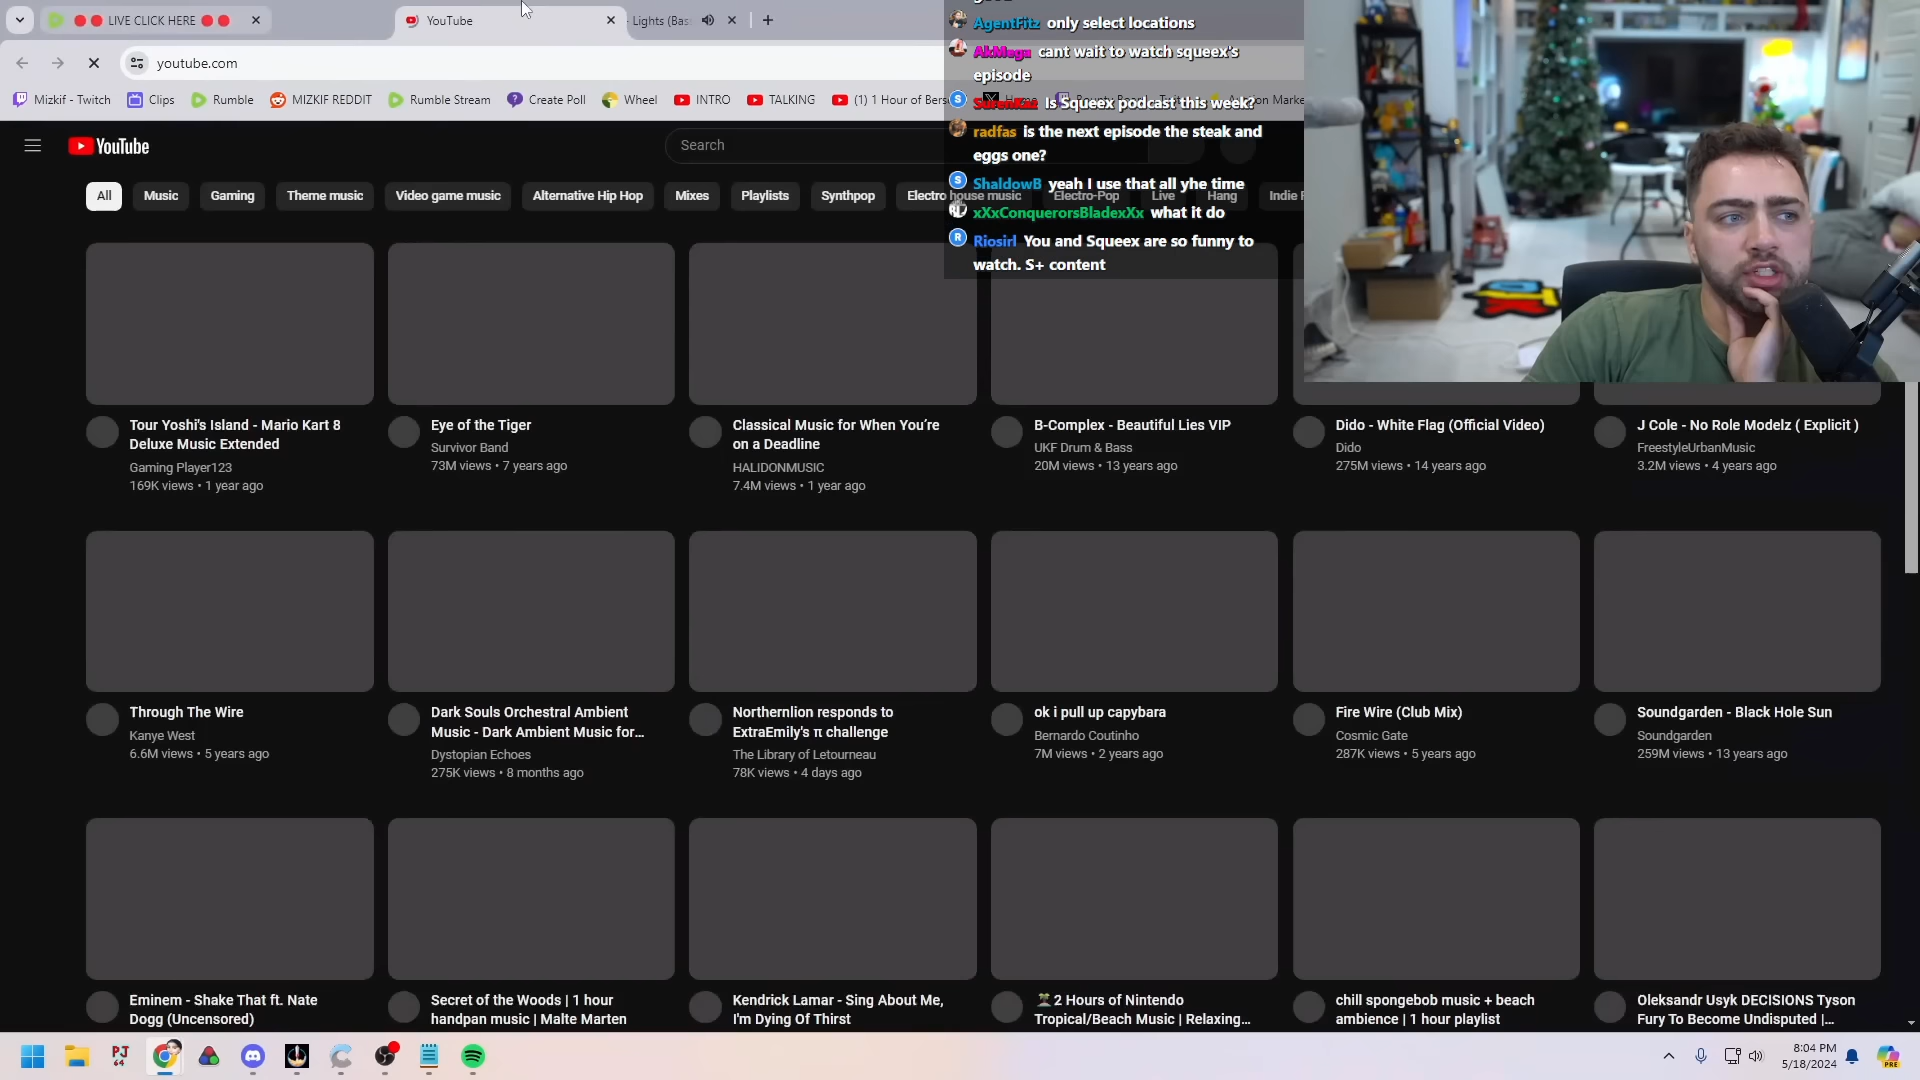 🔴 🔴 LIVE CLICK HERE 🔴 🔴
YouTube
- Lights (Bas
youtube.com
Mizkif - Twitch
Clips
Rumble
MIZKIF REDDIT
Rumble Stream
Create Poll
Wheel
INTRO
TALKING
(1) 1 Hour of Bers
AgentFitz only select locations
AkMegu cant wait to watch squeex's
episode
Is Squeex podcast this week?
radfas is the next episode the steak and
eggs one?
ShaldowB yeah I use that all yhe time
xXxConquerorsBladexXx what it do
Riosirl You and Squeex are so funny to
watch. S+ content
YouTube
Search
All
Music
Gaming
Theme music
Video game music
Alternative Hip Hop
Mixes
Playlists
Synthpop
Electro house music
Electro-Pop
Live
Hang
Indie
Tour Yoshi's Island - Mario Kart 8
Deluxe Music Extended
Gaming Player123
169K views • 1 year ago
Eye of the Tiger
Survivor Band
73M views • 7 years ago
Classical Music for When You're
on a Deadline
HALIDONMUSIC
7.4M views • 1 year ago
B-Complex - Beautiful Lies VIP
UKF Drum & Bass
20M views • 13 years ago
Dido - White Flag (Official Video)
Dido
275M views • 14 years ago
J Cole - No Role Modelz ( Explicit )
FreestyleUrbanMusic
3.2M views • 4 years ago
Through The Wire
Kanye West
6.6M views • 5 years ago
Dark Souls Orchestral Ambient
Music - Dark Ambient Music for...
Dystopian Echoes
275K views • 8 months ago
Northernlion responds to
ExtraEmily's π challenge
The Library of Letourneau
78K views • 4 days ago
ok i pull up capybara
Bernardo Coutinho
7M views • 2 years ago
Fire Wire (Club Mix)
Cosmic Gate
287K views • 5 years ago
Soundgarden - Black Hole Sun
Soundgarden
259M views • 13 years ago
Eminem - Shake That ft. Nate
Dogg (Uncensored)
Secret of the Woods | 1 hour
handpan music | Malte Marten
Kendrick Lamar - Sing About Me,
I'm Dying Of Thirst
🏝2 Hours of Nintendo
Tropical/Beach Music | Relaxing...
chill spongebob music + beach
ambience | 1 hour playlist
Oleksandr Usyk DECISIONS Tyson
Fury To Become Undisputed |...
PJ
64
8:04 PM
5/18/2024
PRE